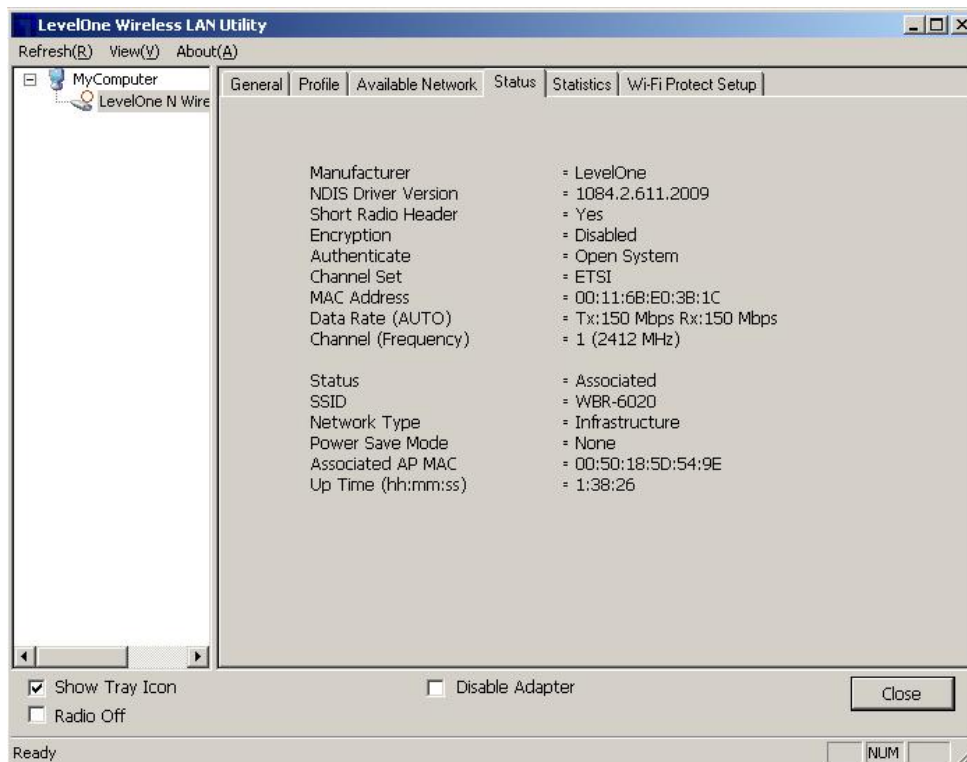 LevelOne Wireless LAN Utility
Refresh(R) View(V) About(A)
MyComputer
LevelOne N Wire
General Profile Available Network Status Statistics Wi-Fi Protect Setup
Manufacturer = LevelOne
NDIS Driver Version = 1084.2.611.2009
Short Radio Header = Yes
Encryption = Disabled
Authenticate = Open System
Channel Set = ETSI
MAC Address = 00:11:6B:E0:3B:1C
Data Rate (AUTO) = Tx:150 Mbps Rx:150 Mbps
Channel (Frequency) = 1 (2412 MHz)
Status = Associated
SSID = WBR-6020
Network Type = Infrastructure
Power Save Mode = None
Associated AP MAC = 00:50:18:5D:54:9E
Up Time (hh:mm:ss) = 1:38:26
Show Tray Icon Disable Adapter Close
Radio Off
Ready NUM